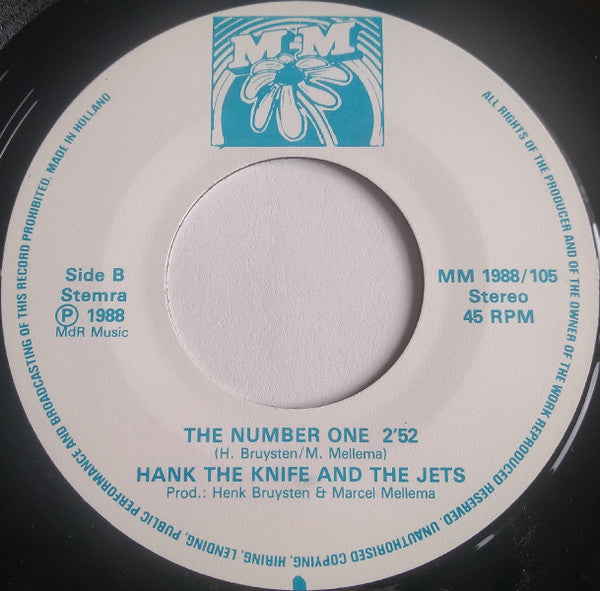 M-M
MADE IN HOLLAND.
ALL RIGHTS OF THE PRODUCER AND OF THE OWNER OF THE WORK REPRODUCED RESERVED. UNAUTHORISED COPYING, HIRING, LENDING, PUBLIC PERFORMANCE AND BROADCASTING OF THIS RECORD PROHIBITED.
Side B
Stemra
Ⓟ 1988
MdR Music
MM 1988/105
Stereo
45 RPM
THE NUMBER ONE 2'52
(H. Bruysten/M. Mellema)
HANK THE KNIFE AND THE JETS
Prod.: Henk Bruysten & Marcel Mellema